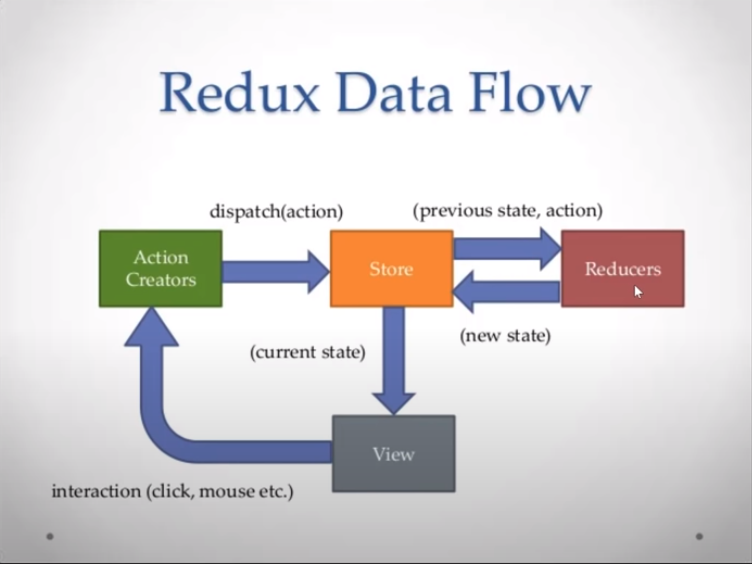 Redux Data Flow
dispatch(action)
(previous state, action)
Action
Creators
Store
Reducers
(new state)
(current state)
View
interaction (click, mouse etc.)